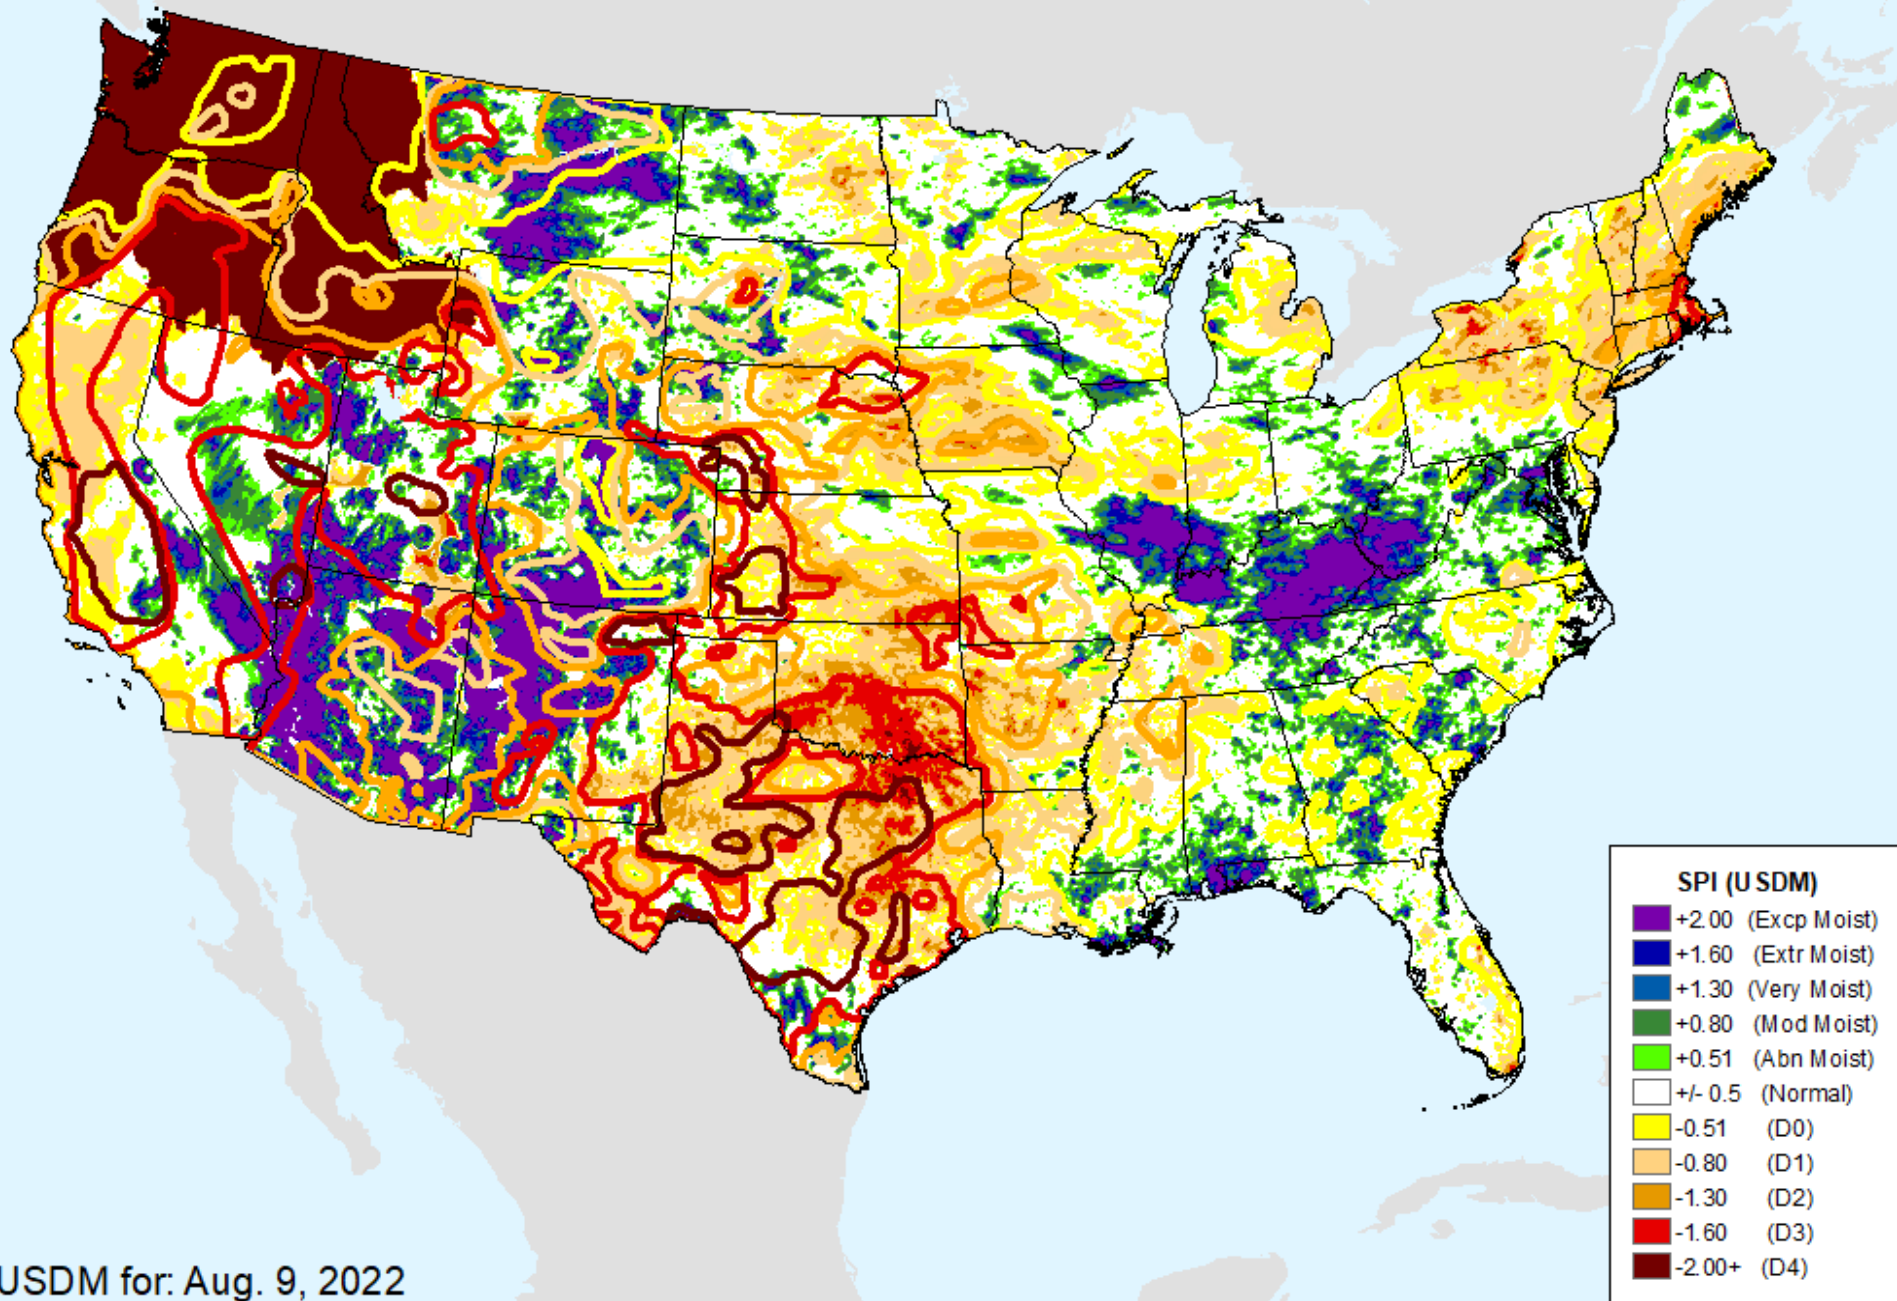 SPI (USDM)
+2.00 (Excp Moist)
+1.60 (Extr Moist)
+1.30 (Very Moist)
+0.80 (Mod Moist)
+0.51 (Abn Moist)
+/- 0.5 (Normal)
-0.51 (D0)
-0.80 (D1)
-1.30 (D2)
-1.60 (D3)
-2.00+ (D4)
USDM for: Aug. 9, 2022